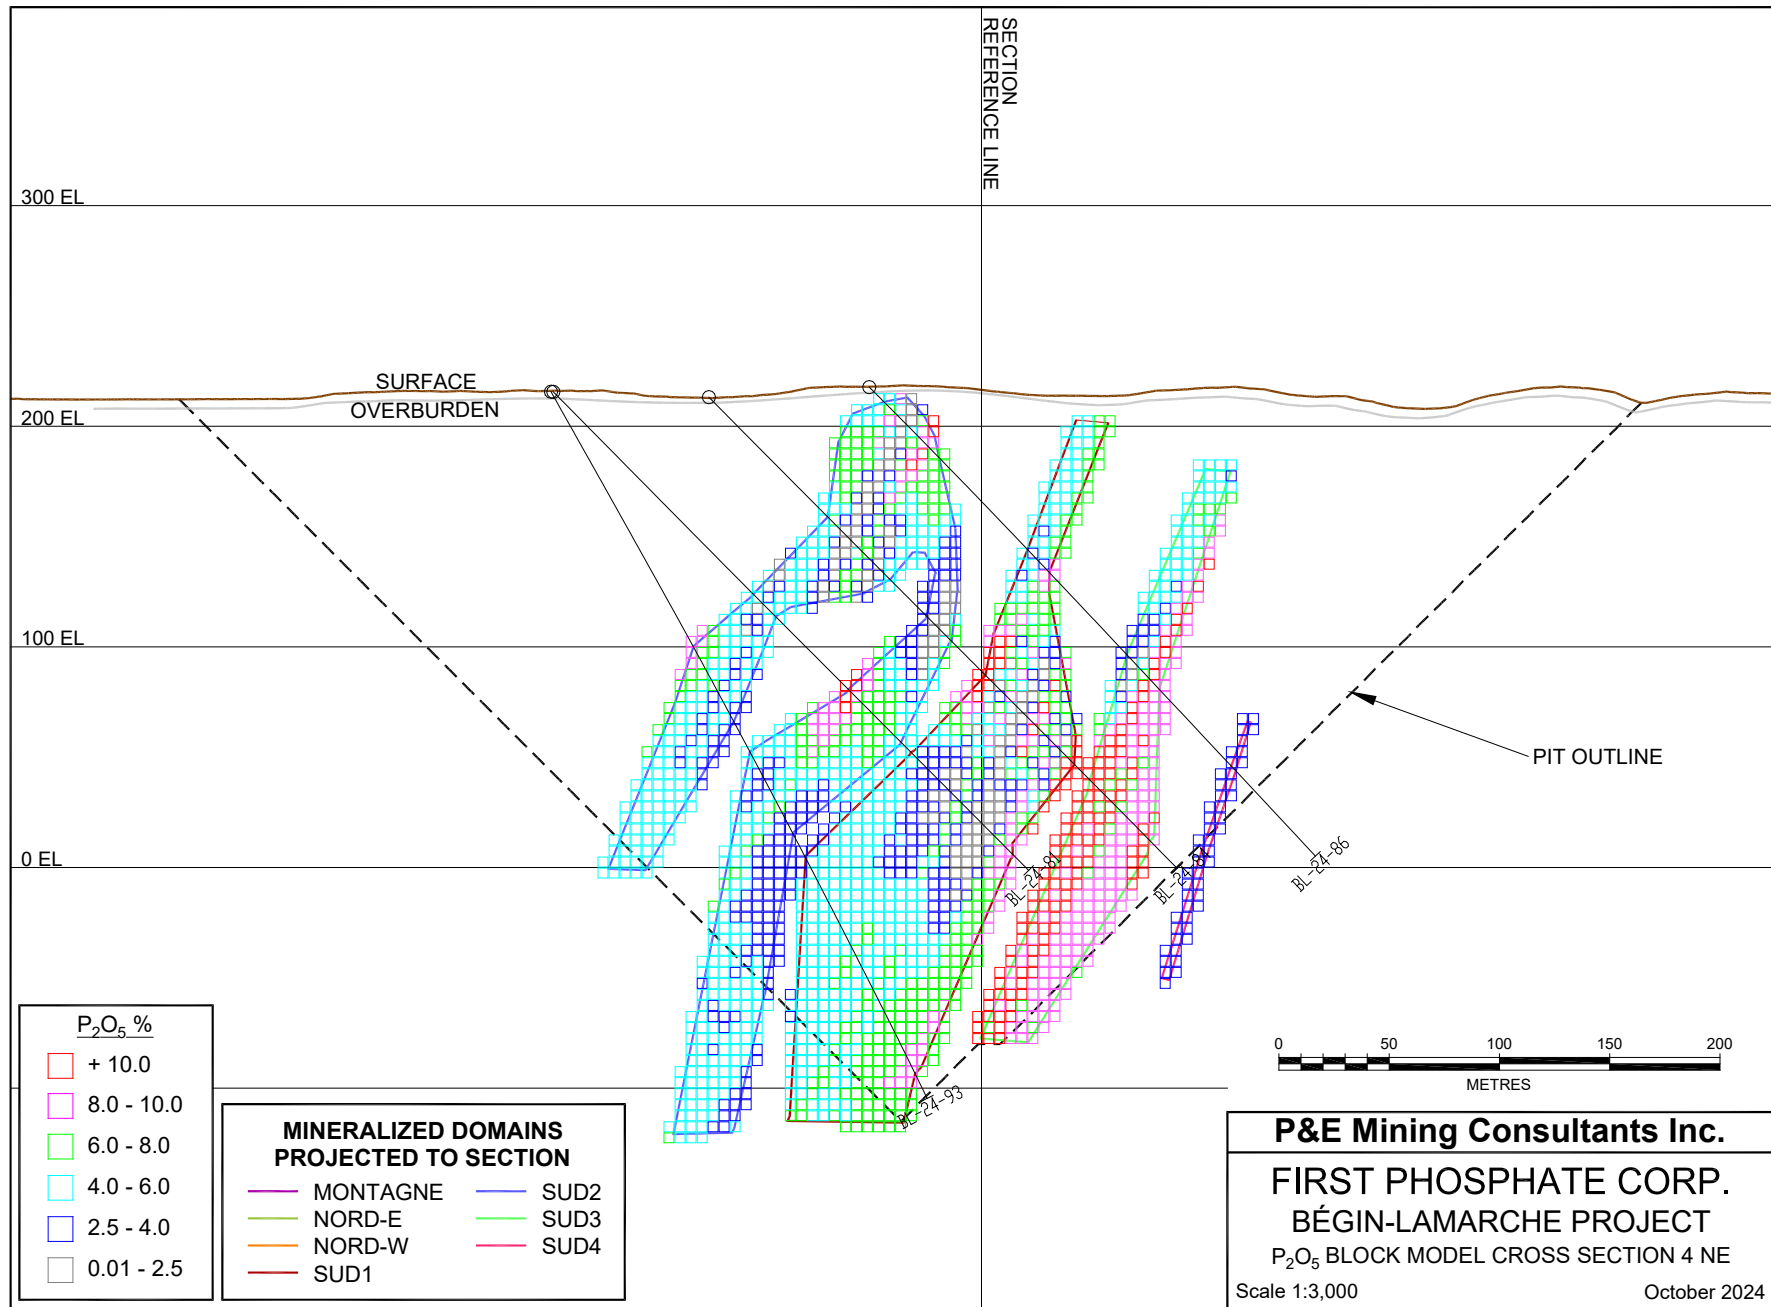 SECTION
REFERENCE LINE
300 EL
SURFACE
OVERBURDEN
200 EL
100 EL
PIT OUTLINE
0 EL
BL-24-81
BL-24-86
BL-24-93
P2O5 %
+ 10.0
8.0 - 10.0
6.0 - 8.0
4.0 - 6.0
2.5 - 4.0
0.01 - 2.5
MINERALIZED DOMAINS
PROJECTED TO SECTION
MONTAGNE
NORD-E
NORD-W
SUD1
SUD2
SUD3
SUD4
0 50 100 150 200
METRES
P&E Mining Consultants Inc.
FIRST PHOSPHATE CORP.
BÉGIN-LAMARCHE PROJECT
P2O5 BLOCK MODEL CROSS SECTION 4 NE
Scale 1:3,000 October 2024